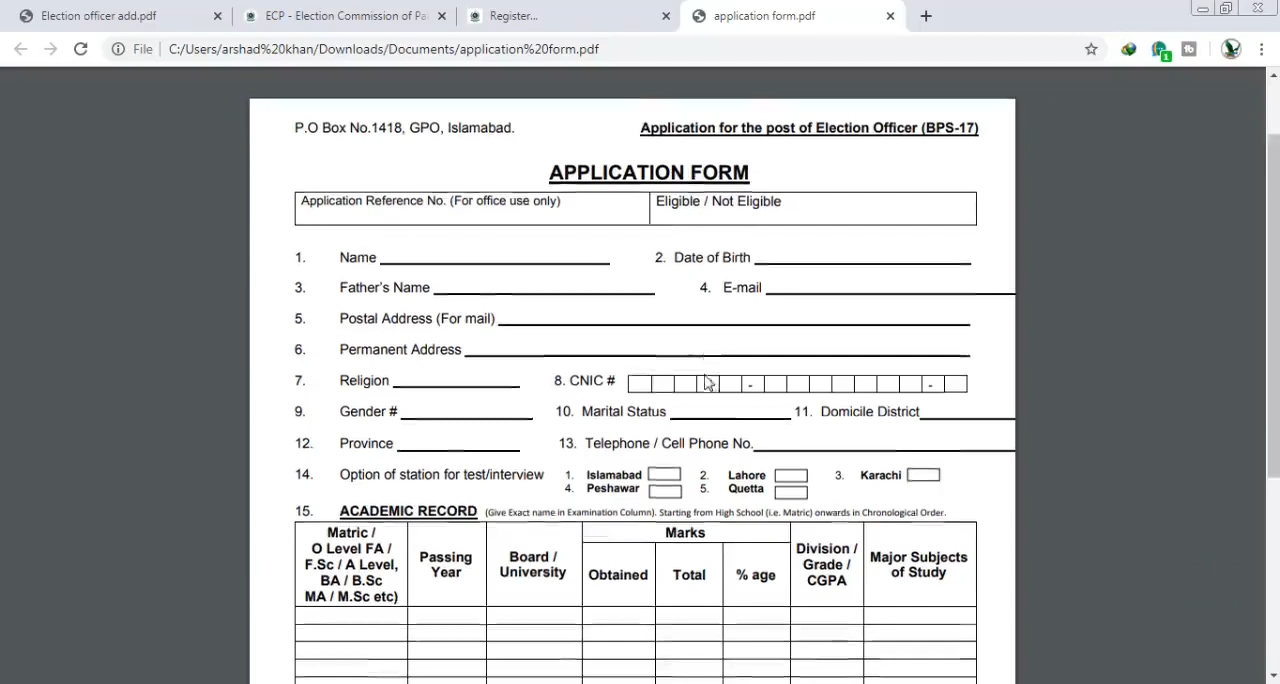 Election officer add.pdf
ECP - Election Commission of Pa
Register...
application form.pdf
File
C:/Users/arshad%20khan/Downloads/Documents/application%20form.pdf
1
P.O Box No.1418, GPO, Islamabad.
Application for the post of Election Officer (BPS-17)
APPLICATION FORM
Application Reference No. (For office use only)
Eligible / Not Eligible
1. Name
2. Date of Birth
3. Father's Name
4. E-mail
5. Postal Address (For mail)
6. Permanent Address
7. Religion
8. CNIC # - -
9. Gender #
10. Marital Status
11. Domicile District
12. Province
13. Telephone / Cell Phone No.
14. Option of station for test/interview
1. Islamabad 2. Lahore 3. Karachi
4. Peshawar 5. Quetta
15. ACADEMIC RECORD (Give Exact name in Examination Column). Starting from High School (i.e. Matric) onwards in Chronological Order.
Matric /
O Level FA /
F.Sc / A Level,
BA / B.Sc
MA / M.Sc etc)
Passing
Year
Board /
University
Marks
Obtained
Total
% age
Division /
Grade /
CGPA
Major Subjects
of Study